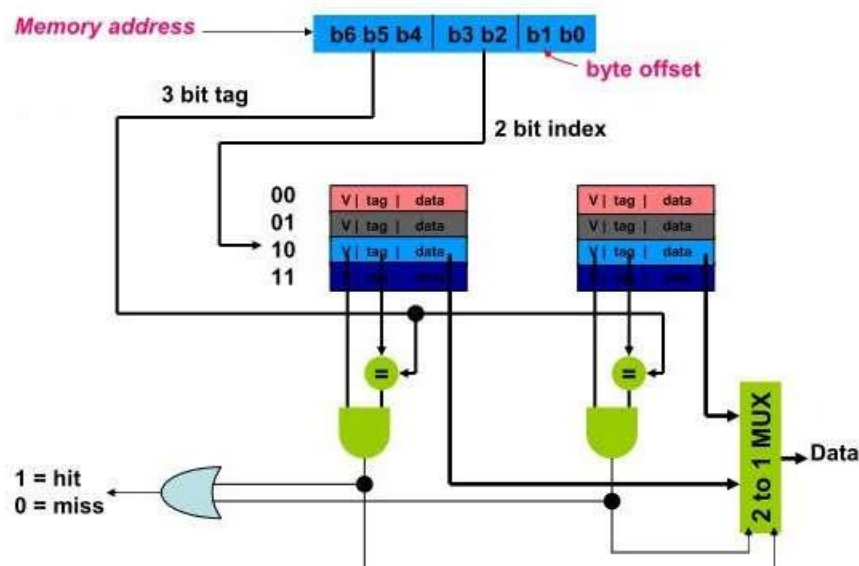 Memory address
b6 b5 b4 | b3 b2 | b1 b0
byte offset
3 bit tag
2 bit index
00
01
10
11
V | tag | data
V | tag | data
V | tag | data
data
V | tag | data
V | tag | data
V | tag | data
data
=
=
2 to 1 MUX
Data
1 = hit
0 = miss